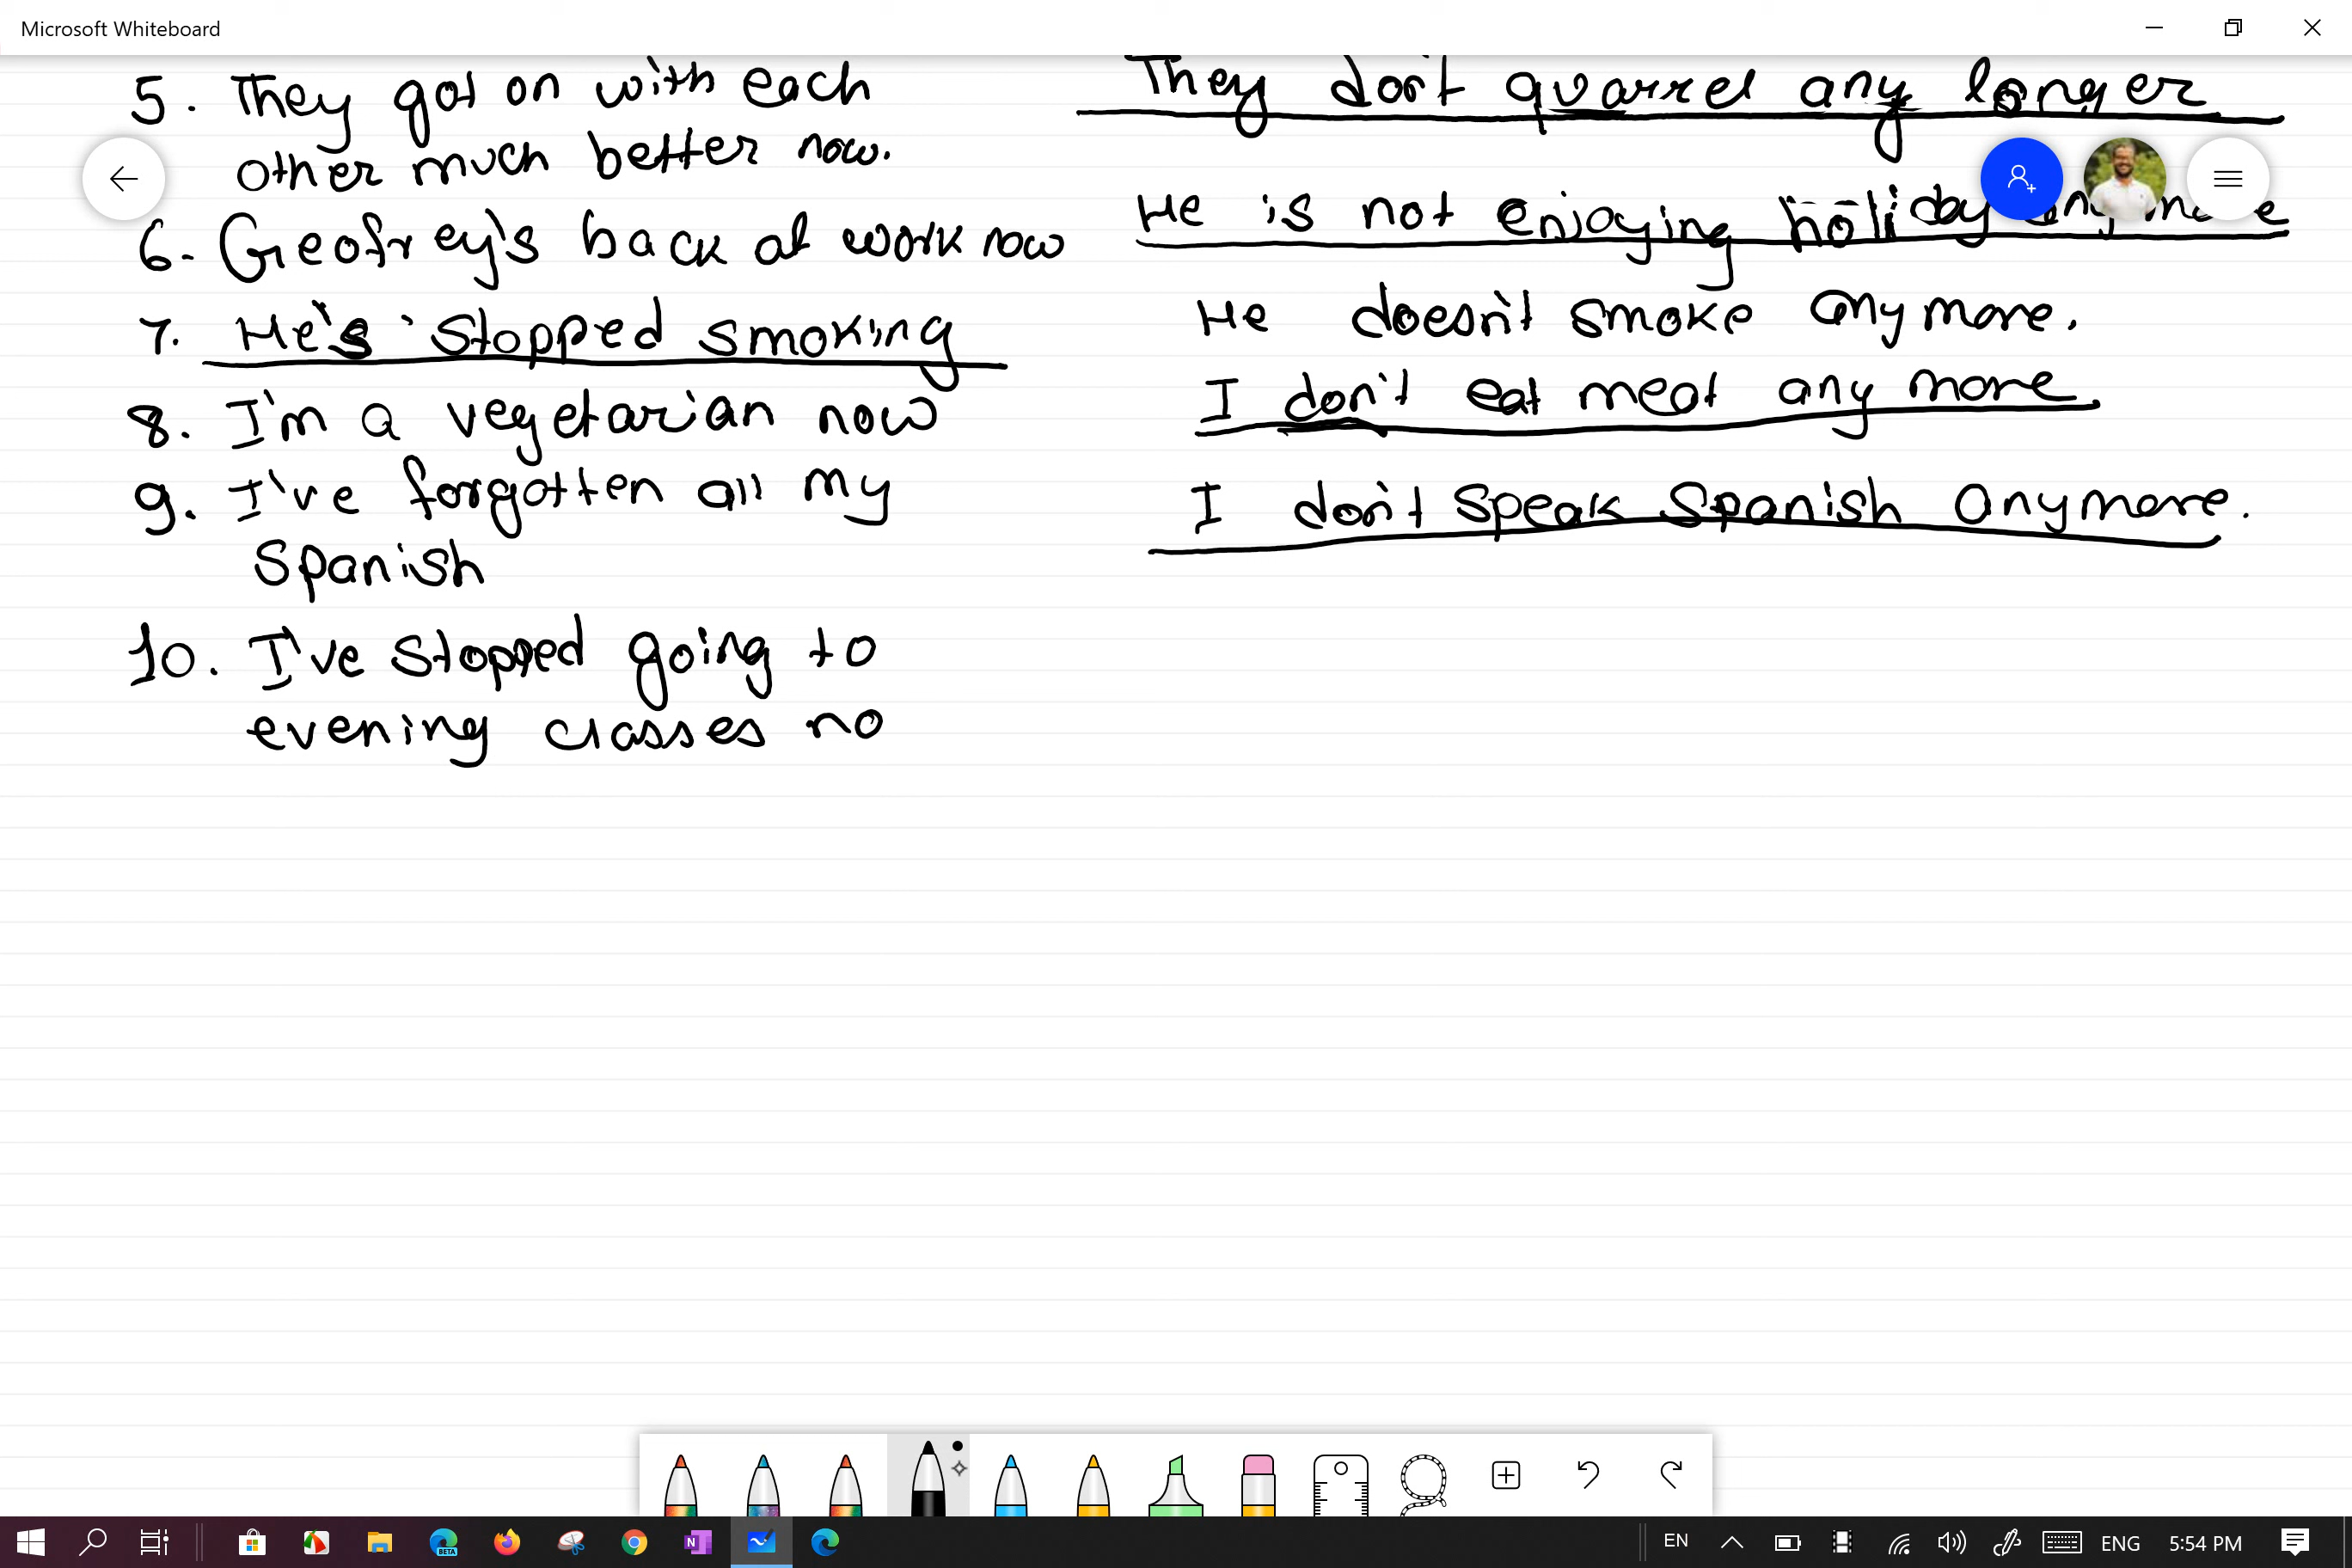 Microsoft Whiteboard
5. They got on with each
other much better now.
They don't quarrel any longer
6. Geofrey's back at work now
He is not enjoying holiday
7. He's stopped smoking
He doesn't smoke anymore.
8. I'm a vegetarian now
I don't eat meat any more.
9. I've forgotten all my
Spanish
I don't speak Spanish anymore.
10. I've stopped going to
evening classes no
BETA
N
EN
ENG
5:54 PM